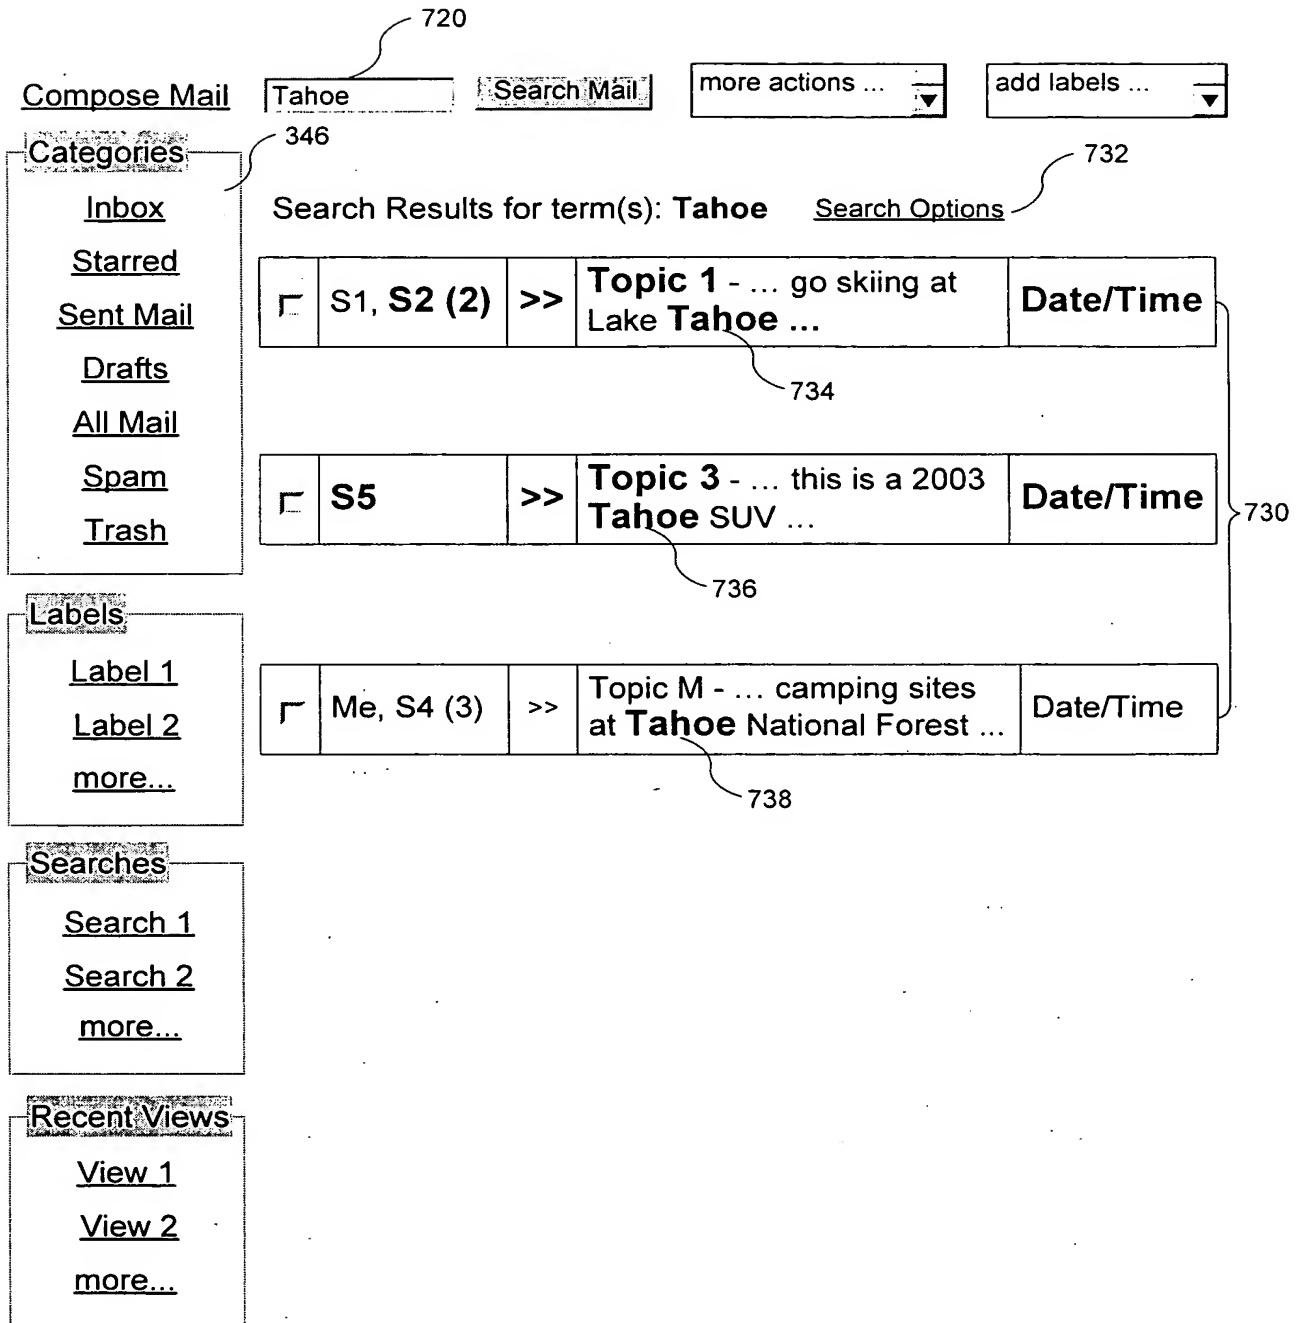 720
Compose Mail Tahoe Search Mail more actions ... add labels ...
Categories 346 732
Inbox Search Results for term(s): Tahoe Search Options
Starred
Sent Mail
Drafts
All Mail
Spam
Trash
S1, S2 (2) >> Topic 1 - ... go skiing at Date/Time
Lake Tahoe ...
734
S5 >> Topic 3 - ... this is a 2003 Date/Time
Tahoe SUV ...
730
736
Labels
Label 1
Label 2
more...
Me, S4 (3) >> Topic M - ... camping sites Date/Time
at Tahoe National Forest ...
738
Searches
Search 1
Search 2
more...
Recent Views
View 1
View 2
more...